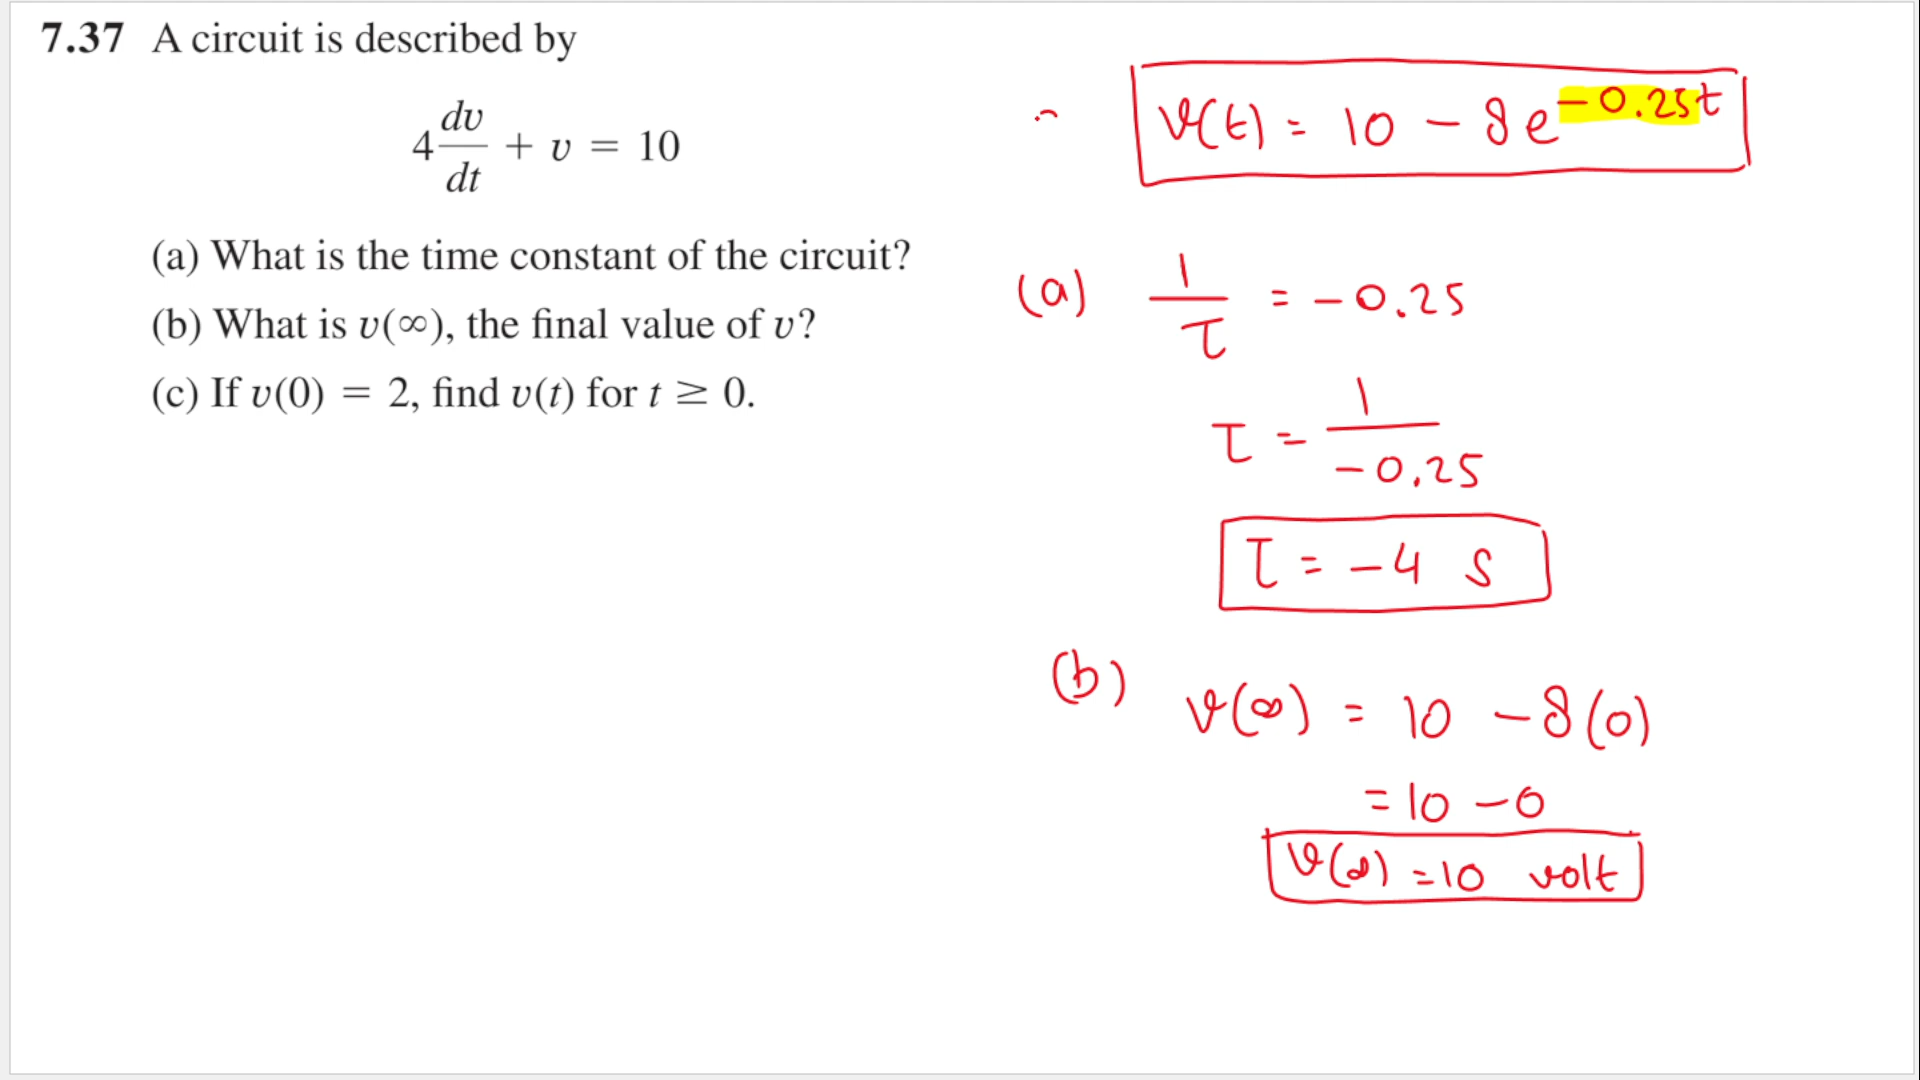 7.37 A circuit is described by
4 dv/dt + v = 10
(a) What is the time constant of the circuit?
(b) What is v(∞), the final value of v?
(c) If v(0) = 2, find v(t) for t ≥ 0.
v(t) = 10 - 8e^-0.25t
(a) 1/τ = -0.25
τ = 1/-0.25
τ = -4 s
(b) v(∞) = 10 - 8(0)
= 10 - 0
v(∞) = 10 volt